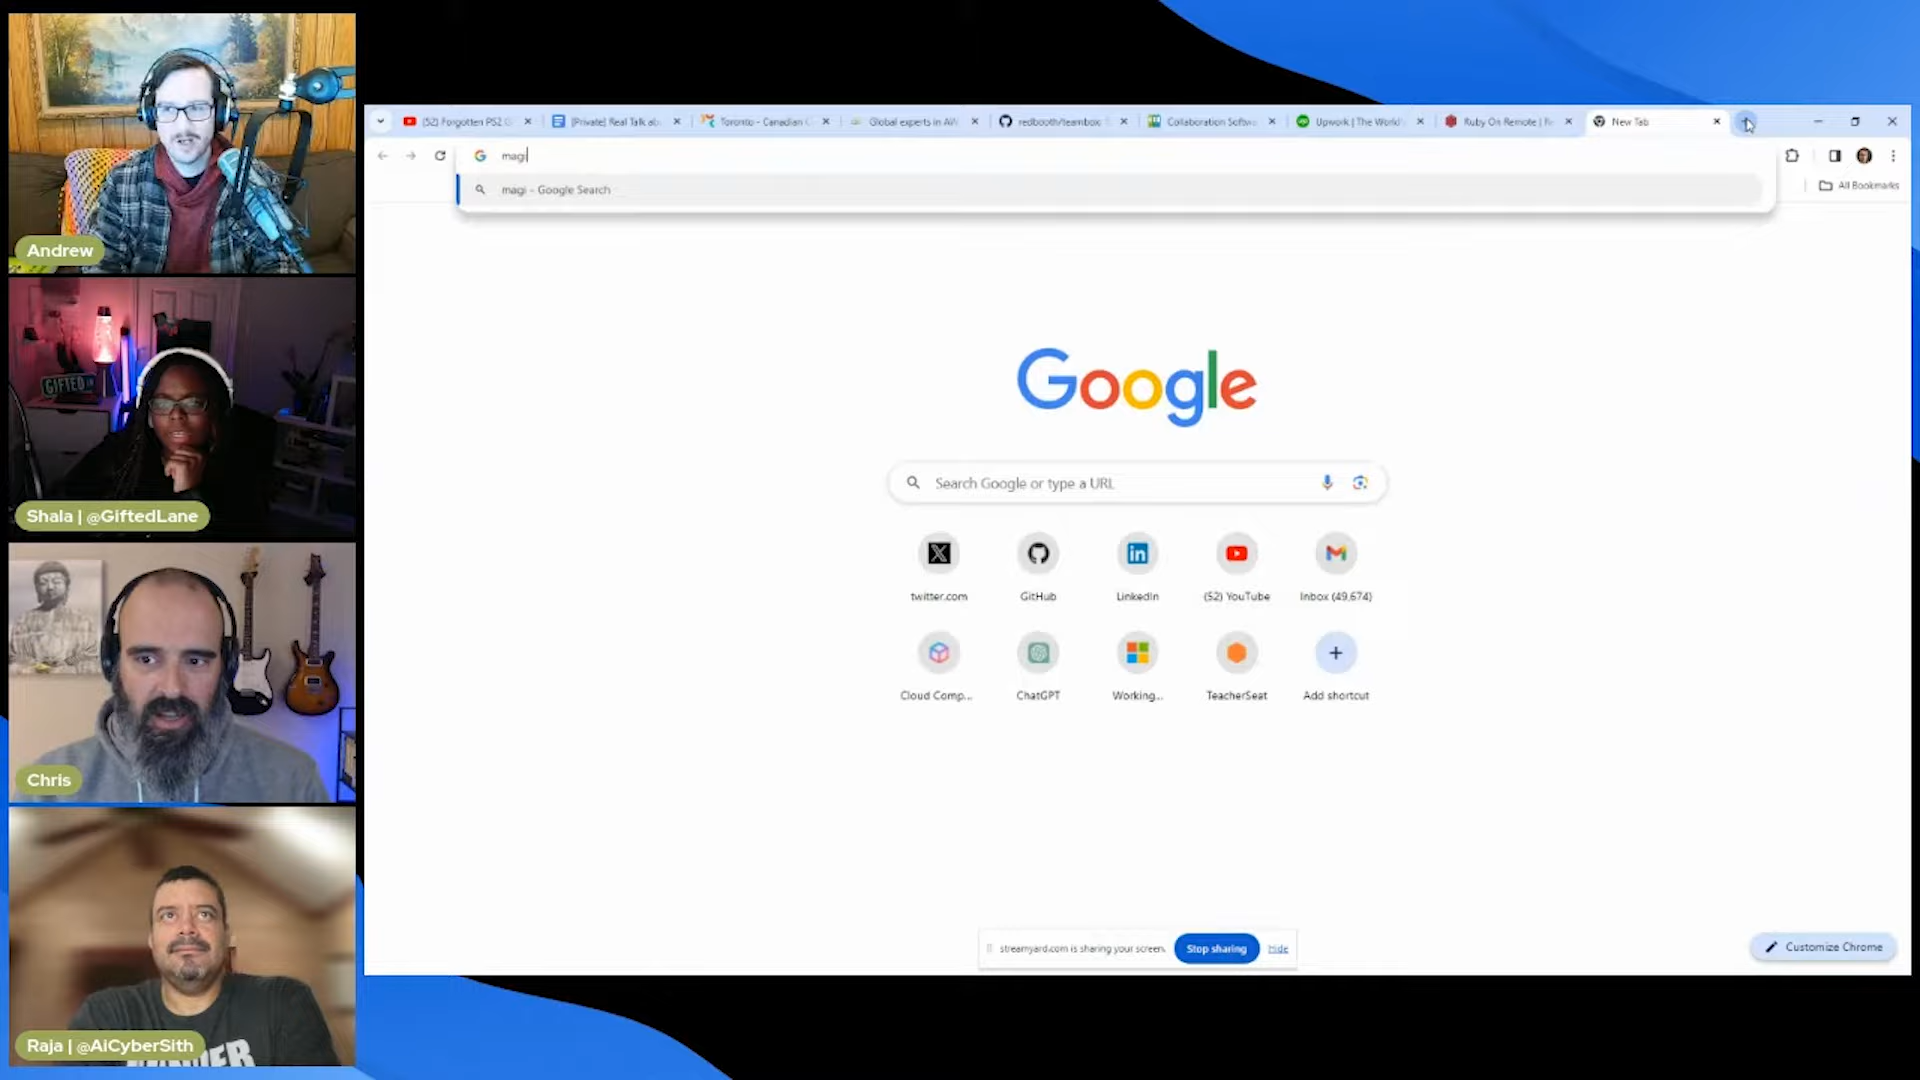 Andrew
GIFTED
Shala | @GiftedLane
Chris
Raja | @AiCyberSith
(52) Forgotten PS2 G
[Private] Real Talk ab
Toronto - Canadian C
Global experts in AW
redbooth/teambox
Collaboration Softw
Upwork | The World'
Ruby On Remote | R
New Tab
magi
All Bookmarks
magi - Google Search
Google
Search Google or type a URL
twitter.com
GitHub
LinkedIn
(52) YouTube
Inbox (49,674)
Cloud Comp...
ChatGPT
Working...
TeacherSeat
Add shortcut
streamyard.com is sharing your screen.
Stop sharing
Hide
Customize Chrome